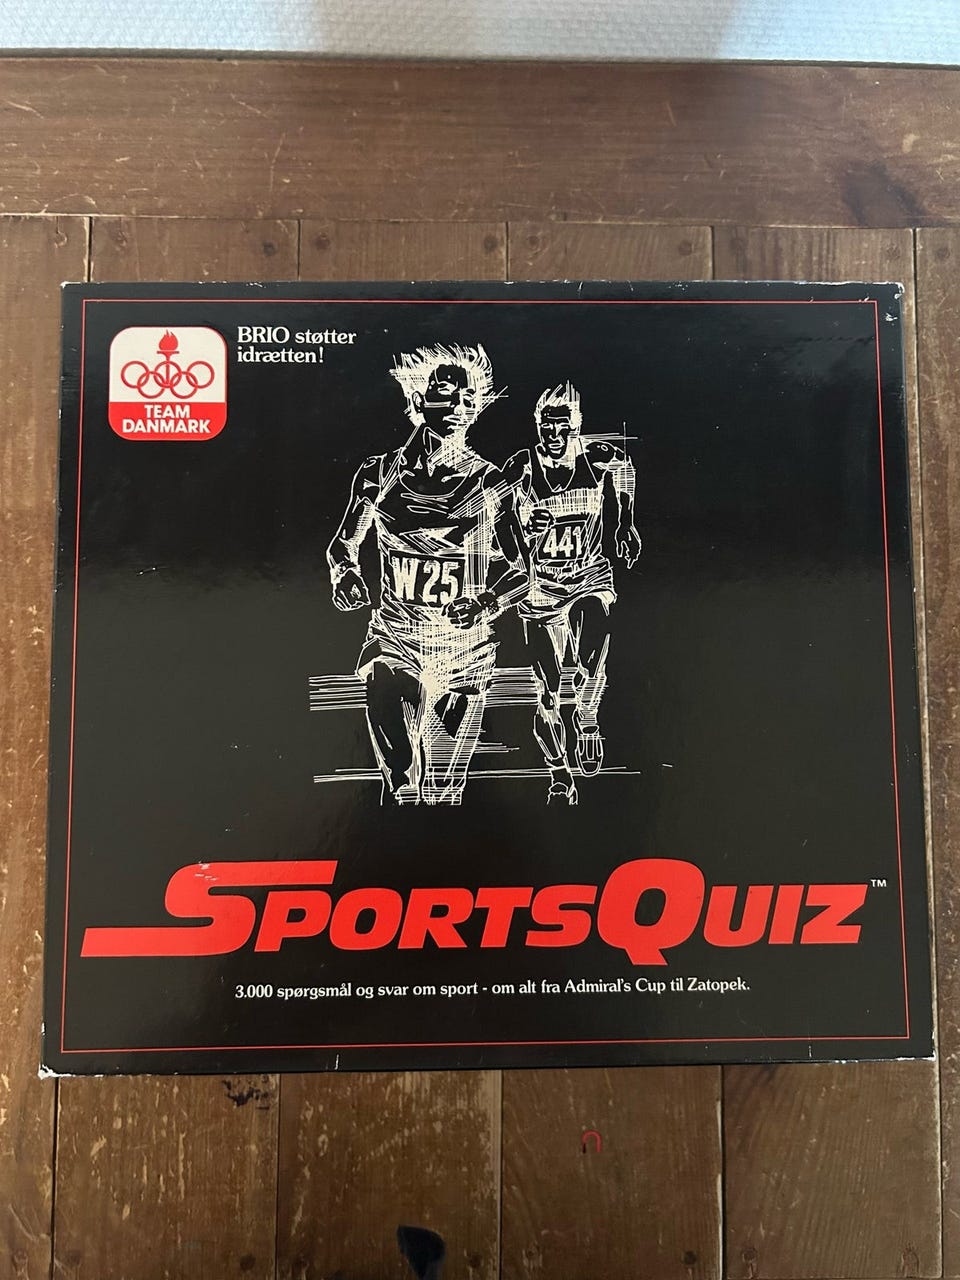 BRIO støtter
idrætten!
TEAM
DANMARK
W25
441
SPORTSQUIZ™
3.000 spørgsmål og svar om sport - om alt fra Admiral's Cup til Zatopek.